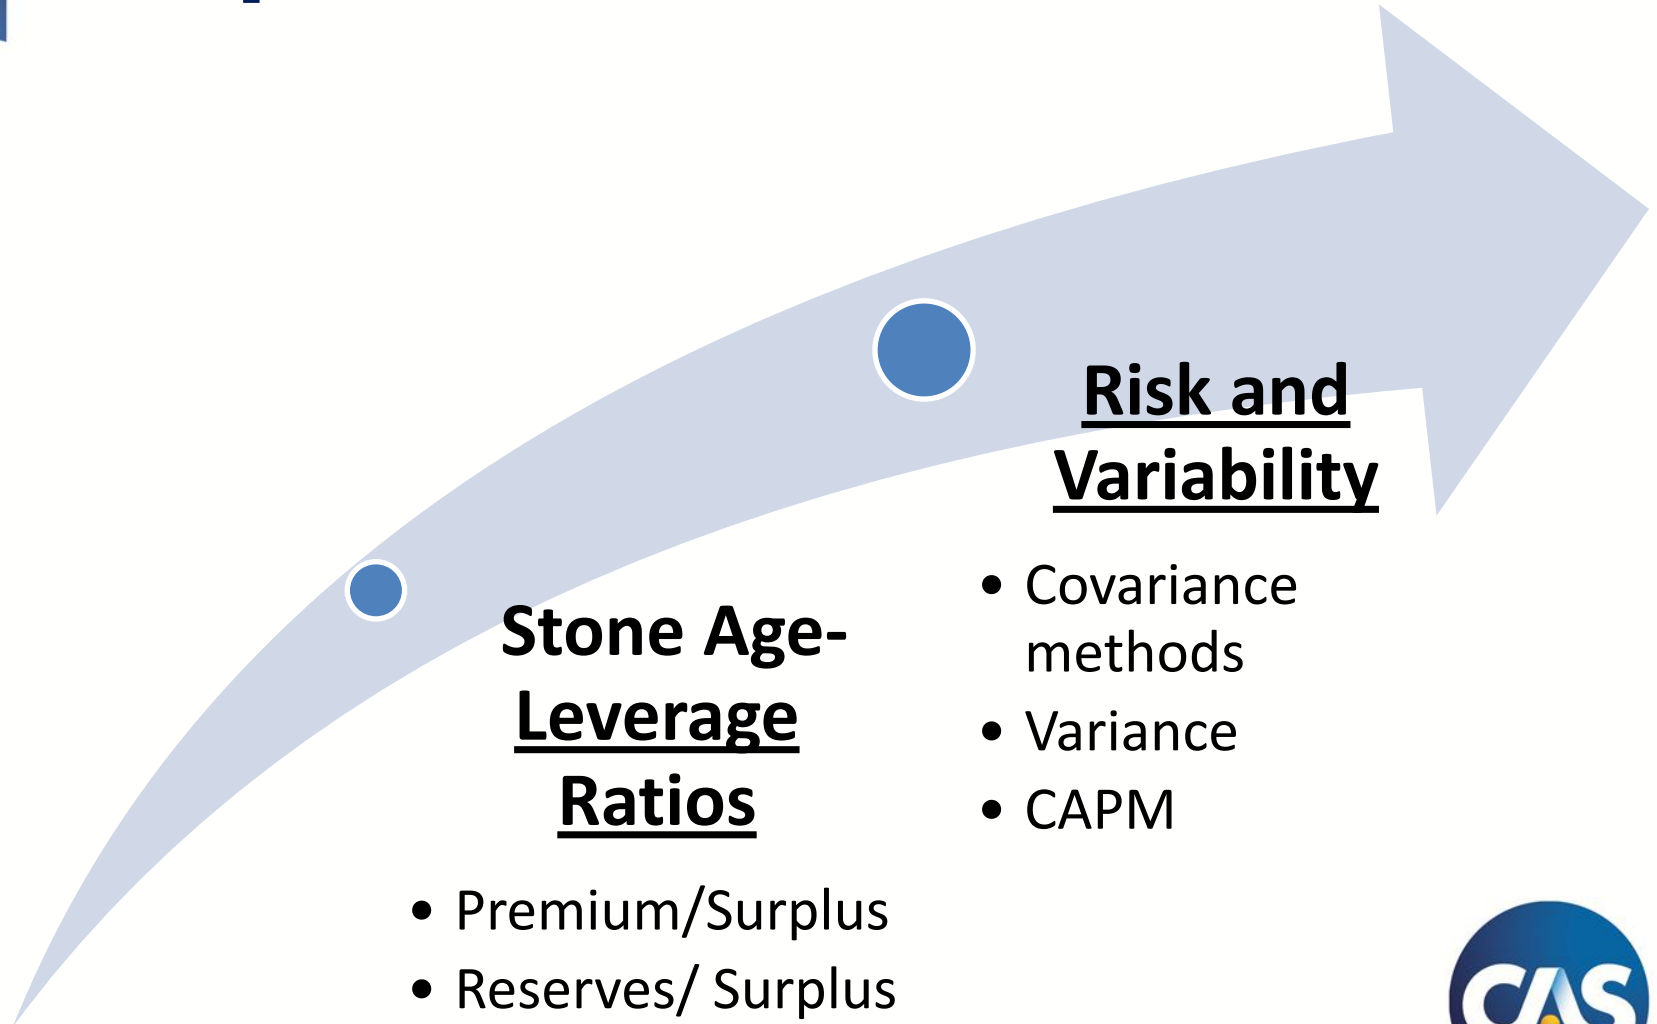 Stone Age-
Leverage
Ratios
• Premium/Surplus
• Reserves/ Surplus
Risk and
Variability
• Covariance
methods
• Variance
• CAPM
CAS